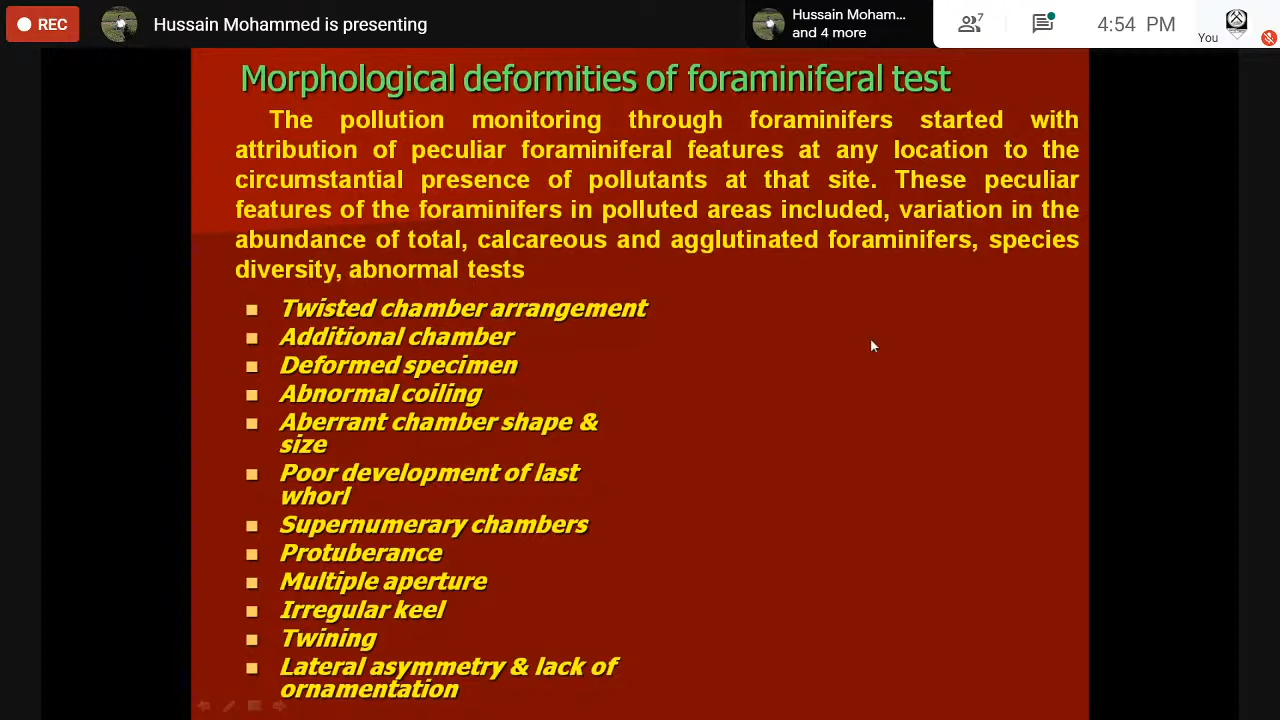 REC
Hussain Mohammed is presenting
Hussain Moham...
and 4 more
7
4:54 PM
You
Morphological deformities of foraminiferal test
The pollution monitoring through foraminifers started with
attribution of peculiar foraminiferal features at any location to the
circumstantial presence of pollutants at that site. These peculiar
features of the foraminifers in polluted areas included, variation in the
abundance of total, calcareous and agglutinated foraminifers, species
diversity, abnormal tests
Twisted chamber arrangement
Additional chamber
Deformed specimen
Abnormal coiling
Aberrant chamber shape &
size
Poor development of last
whorl
Supernumerary chambers
Protuberance
Multiple aperture
Irregular keel
Twining
Lateral asymmetry & lack of
ornamentation